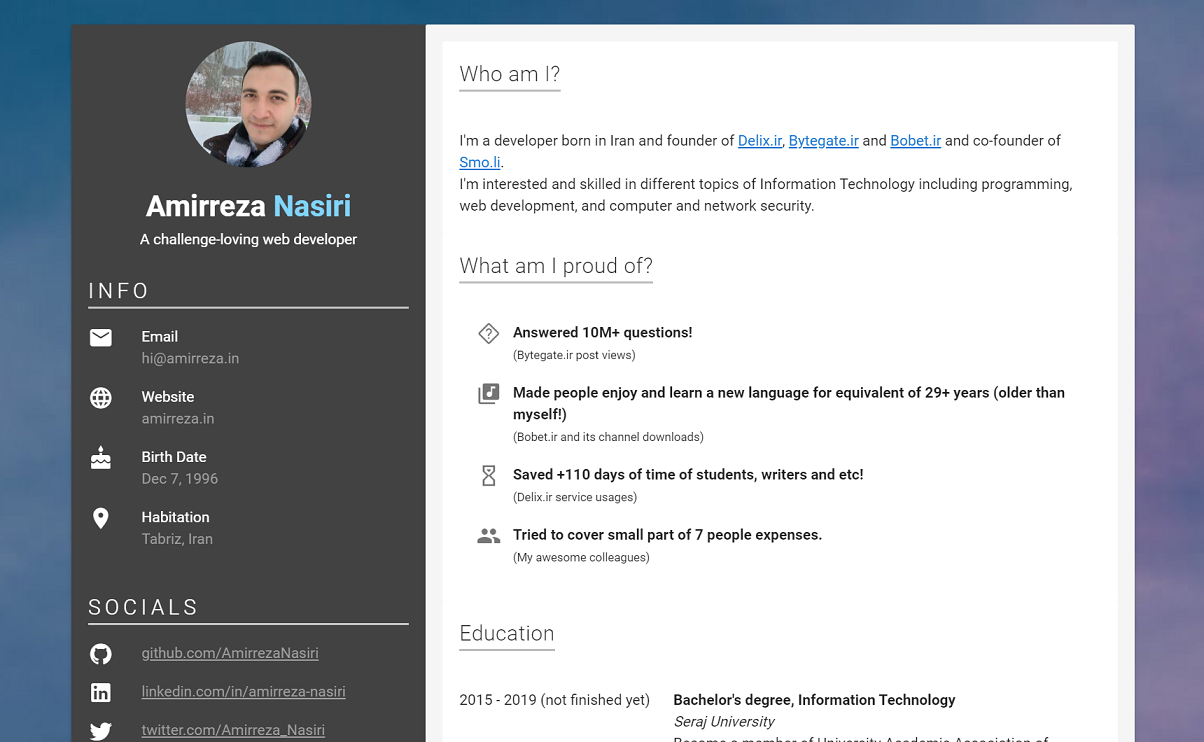 Amirreza Nasiri
A challenge-loving web developer
INFO
Email
hi@amirreza.in
Website
amirreza.in
Birth Date
Dec 7, 1996
Habitation
Tabriz, Iran
SOCIALS
github.com/AmirrezaNasiri
linkedin.com/in/amirreza-nasiri
twitter.com/Amirreza_Nasiri
Who am I?
I'm a developer born in Iran and founder of Delix.ir, Bytegate.ir and Bobet.ir and co-founder of
Smo.li.
I'm interested and skilled in different topics of Information Technology including programming,
web development, and computer and network security.
What am I proud of?
Answered 10M+ questions!
(Bytegate.ir post views)
Made people enjoy and learn a new language for equivalent of 29+ years (older than
myself!)
(Bobet.ir and its channel downloads)
Saved +110 days of time of students, writers and etc!
(Delix.ir service usages)
Tried to cover small part of 7 people expenses.
(My awesome colleagues)
Education
2015 - 2019 (not finished yet)
Bachelor's degree, Information Technology
Seraj University
Become a member of University Academic Association of